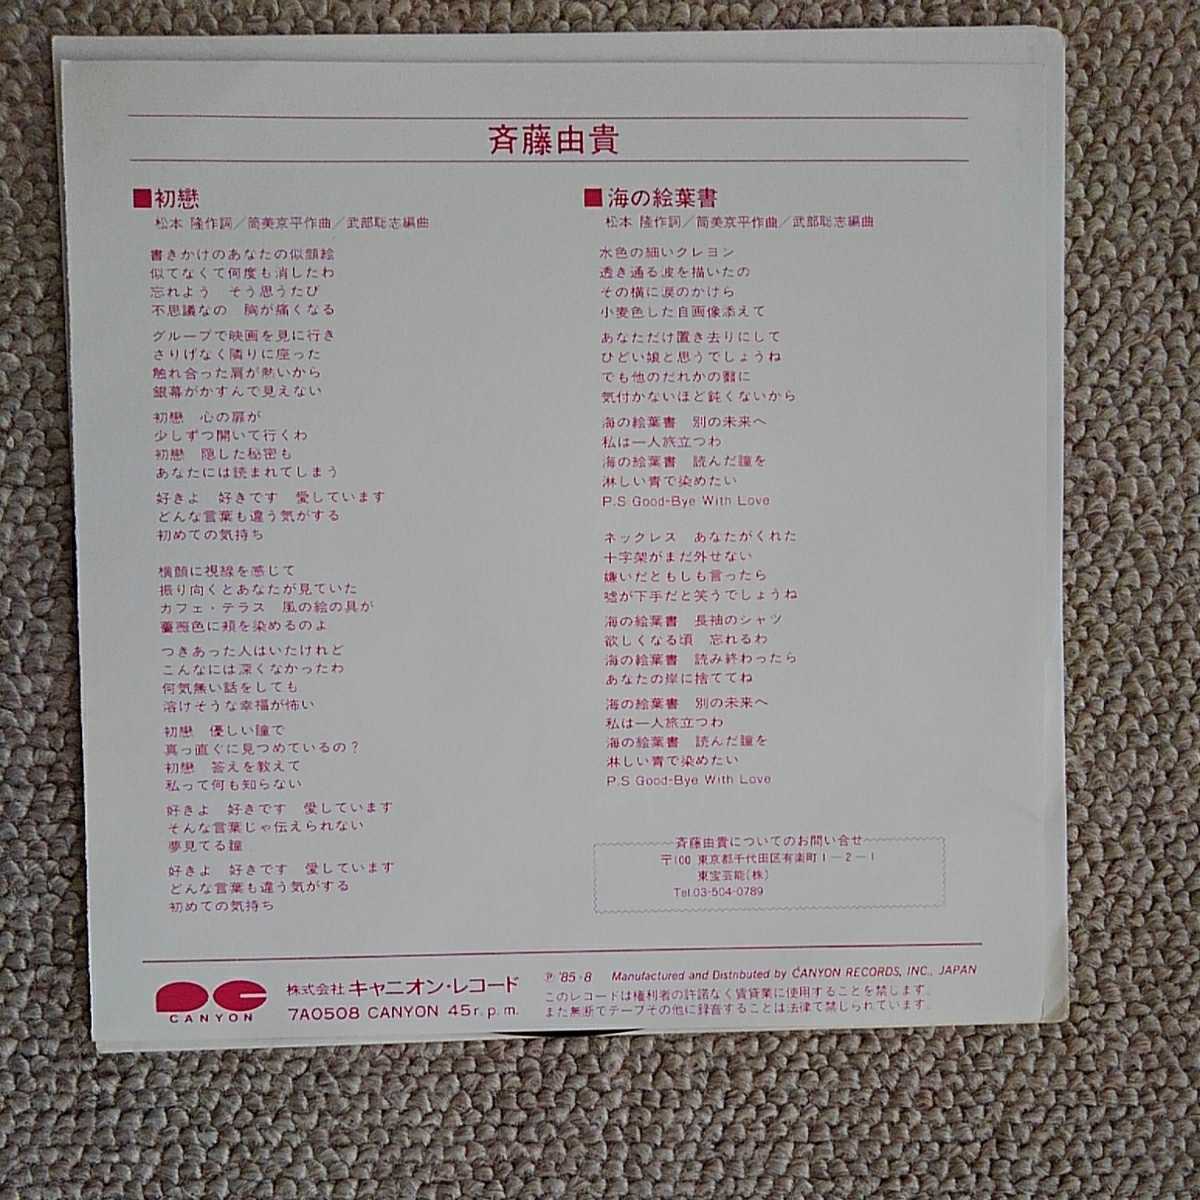 斉藤由貴
■初戀
松本 隆作詞／筒美京平作曲／武部聡志編曲
書きかけのあなたの似顔絵
似てなくて何度も消したわ
忘れよう　そう思うたび
不思議なの　胸が痛くなる
グループで映画を見に行き
さりげなく隣りに座った
触れ合った肩が熱いから
銀幕がかすんで見えない
初戀　心の扉が
少しずつ開いて行くわ
初戀　隠した秘密も
あなたには読まれてしまう
好きよ　好きです　愛しています
どんな言葉も違う気がする
初めての気持ち
横顔に視線を感じて
振り向くとあなたが見ていた
カフェ・テラス　風の絵の具が
薔薇色に頬を染めるのよ
つきあった人はいたけれど
こんなには深くなかったわ
何気無い話をしても
溶けそうな幸福が怖い
初戀　優しい瞳で
真っ直ぐに見つめているの？
初戀　答えを教えて
私って何も知らない
好きよ　好きです　愛しています
そんな言葉じゃ伝えられない
夢見てる瞳
好きよ　好きです　愛しています
どんな言葉も違う気がする
初めての気持ち
■海の絵葉書
松本 隆作詞／筒美京平作曲／武部聡志編曲
水色の細いクレヨン
透き通る波を描いたの
その横に涙のかけら
小麦色した自画像添えて
あなただけ置き去りにして
ひどい娘と思うでしょうね
でも他のだれかの翳に
気付かないほど鈍くないから
海の絵葉書　別の未来へ
私は一人旅立つわ
海の絵葉書　読んだ瞳を
淋しい青で染めたい
P.S Good-Bye With Love
ネックレス　あなたがくれた
十字架がまだ外せない
嫌いだともしも言ったら
嘘が下手だと笑うでしょうね
海の絵葉書　長袖のシャツ
欲しくなる頃　忘れるわ
海の絵葉書　読み終わったら
あなたの岸に捨ててね
海の絵葉書　別の未来へ
私は一人旅立つわ
海の絵葉書　読んだ瞳を
淋しい青で染めたい
P.S Good-Bye With Love
斉藤由貴についてのお問い合せ
〒100 東京都千代田区有楽町1－2－1
東宝芸能(株)
Tel.03-504-0789
CANYON
株式会社キャニオン・レコード
7A0508 CANYON 45r.p.m.
Ⓟ '85・8 Manufactured and Distributed by CANYON RECORDS, INC., JAPAN
このレコードは権利者の許諾なく賃貸業に使用することを禁じます。
また無断でテープその他に録音することは法律で禁じられています。